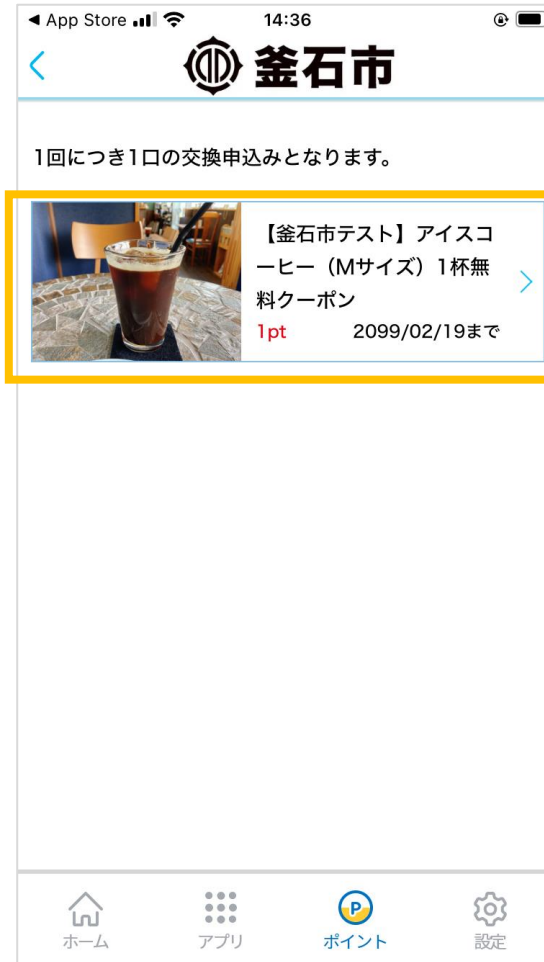 ◀ App Store 14:36
釜石市
1回につき1口の交換申込みとなります。
【釜石市テスト】アイスコ
ーヒー（Mサイズ）1杯無
料クーポン
1pt 2099/02/19まで
P
ホーム アプリ ポイント 設定